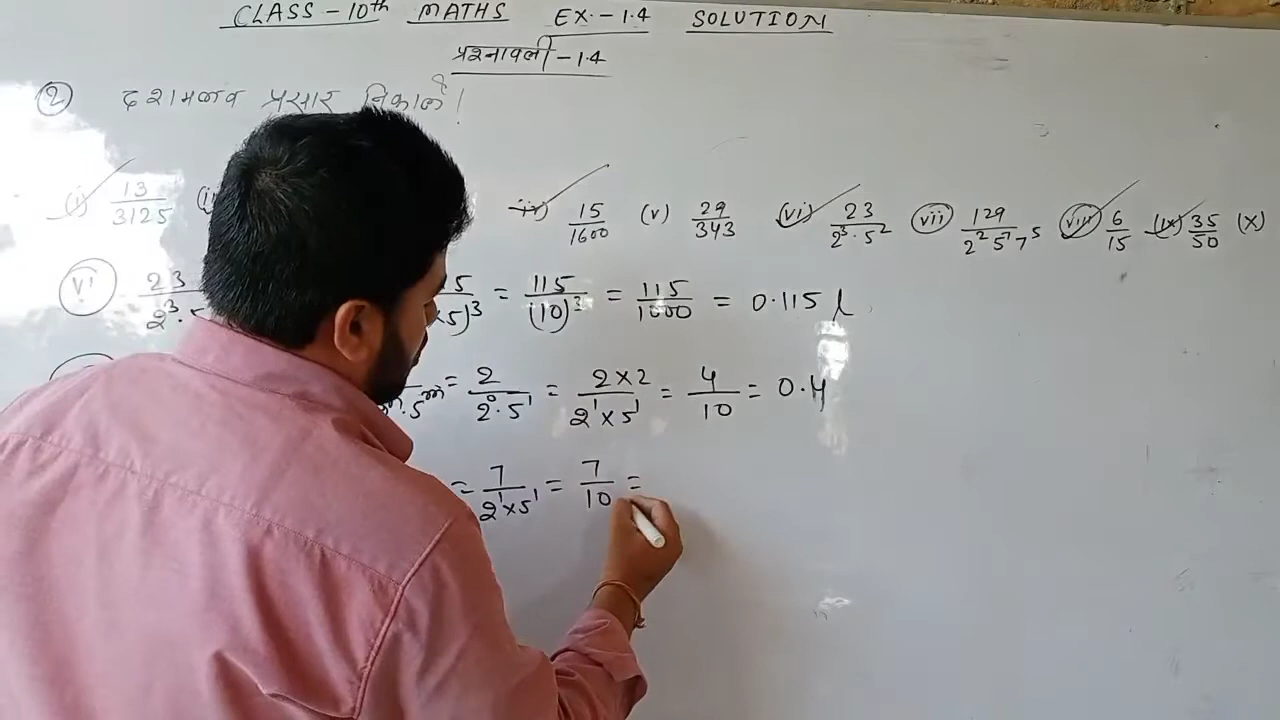 CLASS - 10th MATHS EX.-1.4 SOLUTION
प्रश्नावली - 1.4
② दशमलव प्रसार निकालें।
(i) 13/3125 (iv) 15/1600 (v) 29/343 (vi) 23/2³·5² (vii) 129/2²5⁷7⁵ (viii) 6/15 (ix) 35/50 (x)
vi 23/2³·5 5/×5)³ = 115/(10)³ = 115/1000 = 0.115
·5ᵐ = 2/2⁰·5¹ = 2×2/2¹×5¹ = 4/10 = 0.4
= 7/2¹×5¹ = 7/10 =